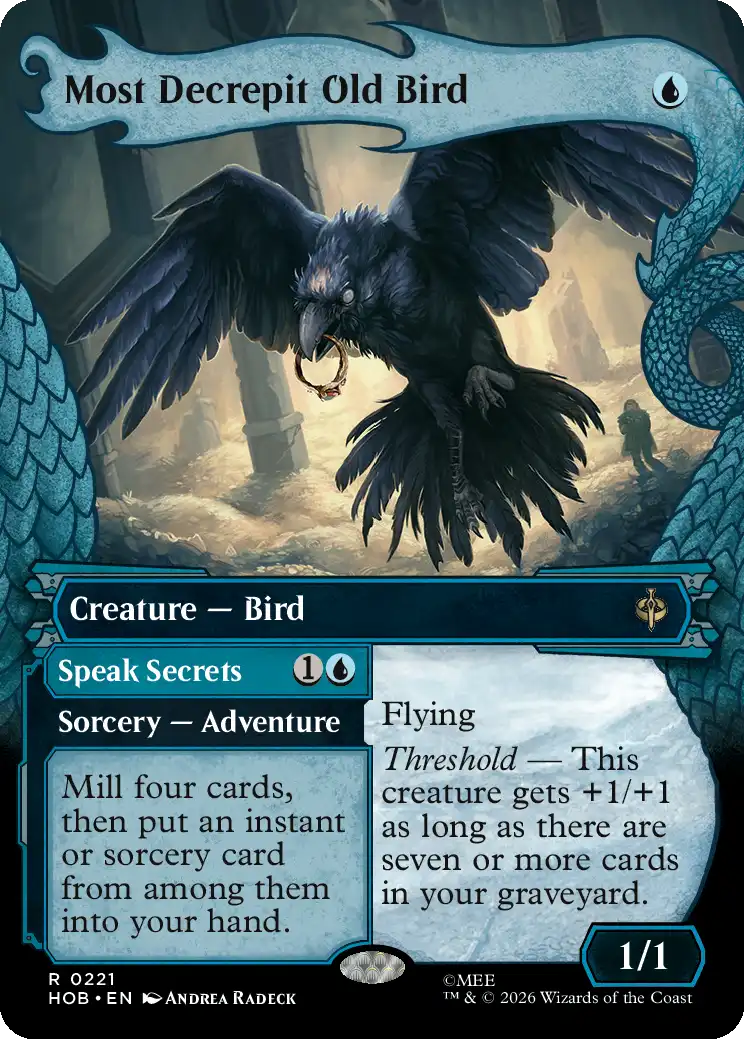 Most Decrepit Old Bird
Creature — Bird
Speak Secrets 1
Sorcery — Adventure
Mill four cards,
then put an instant
or sorcery card
from among them
into your hand.
Flying
Threshold — This
creature gets +1/+1
as long as there are
seven or more cards
in your graveyard.
1/1
R 0221
HOB • EN Andrea Radeck
©MEE
™ & © 2026 Wizards of the Coast